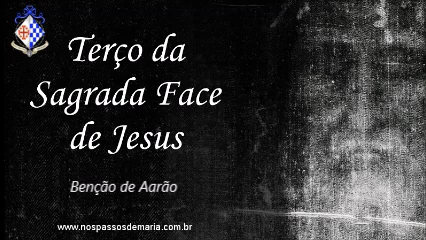 Terço da
Sagrada Face
de Jesus
Benção de Aarão
www.nospassosdemaria.com.br